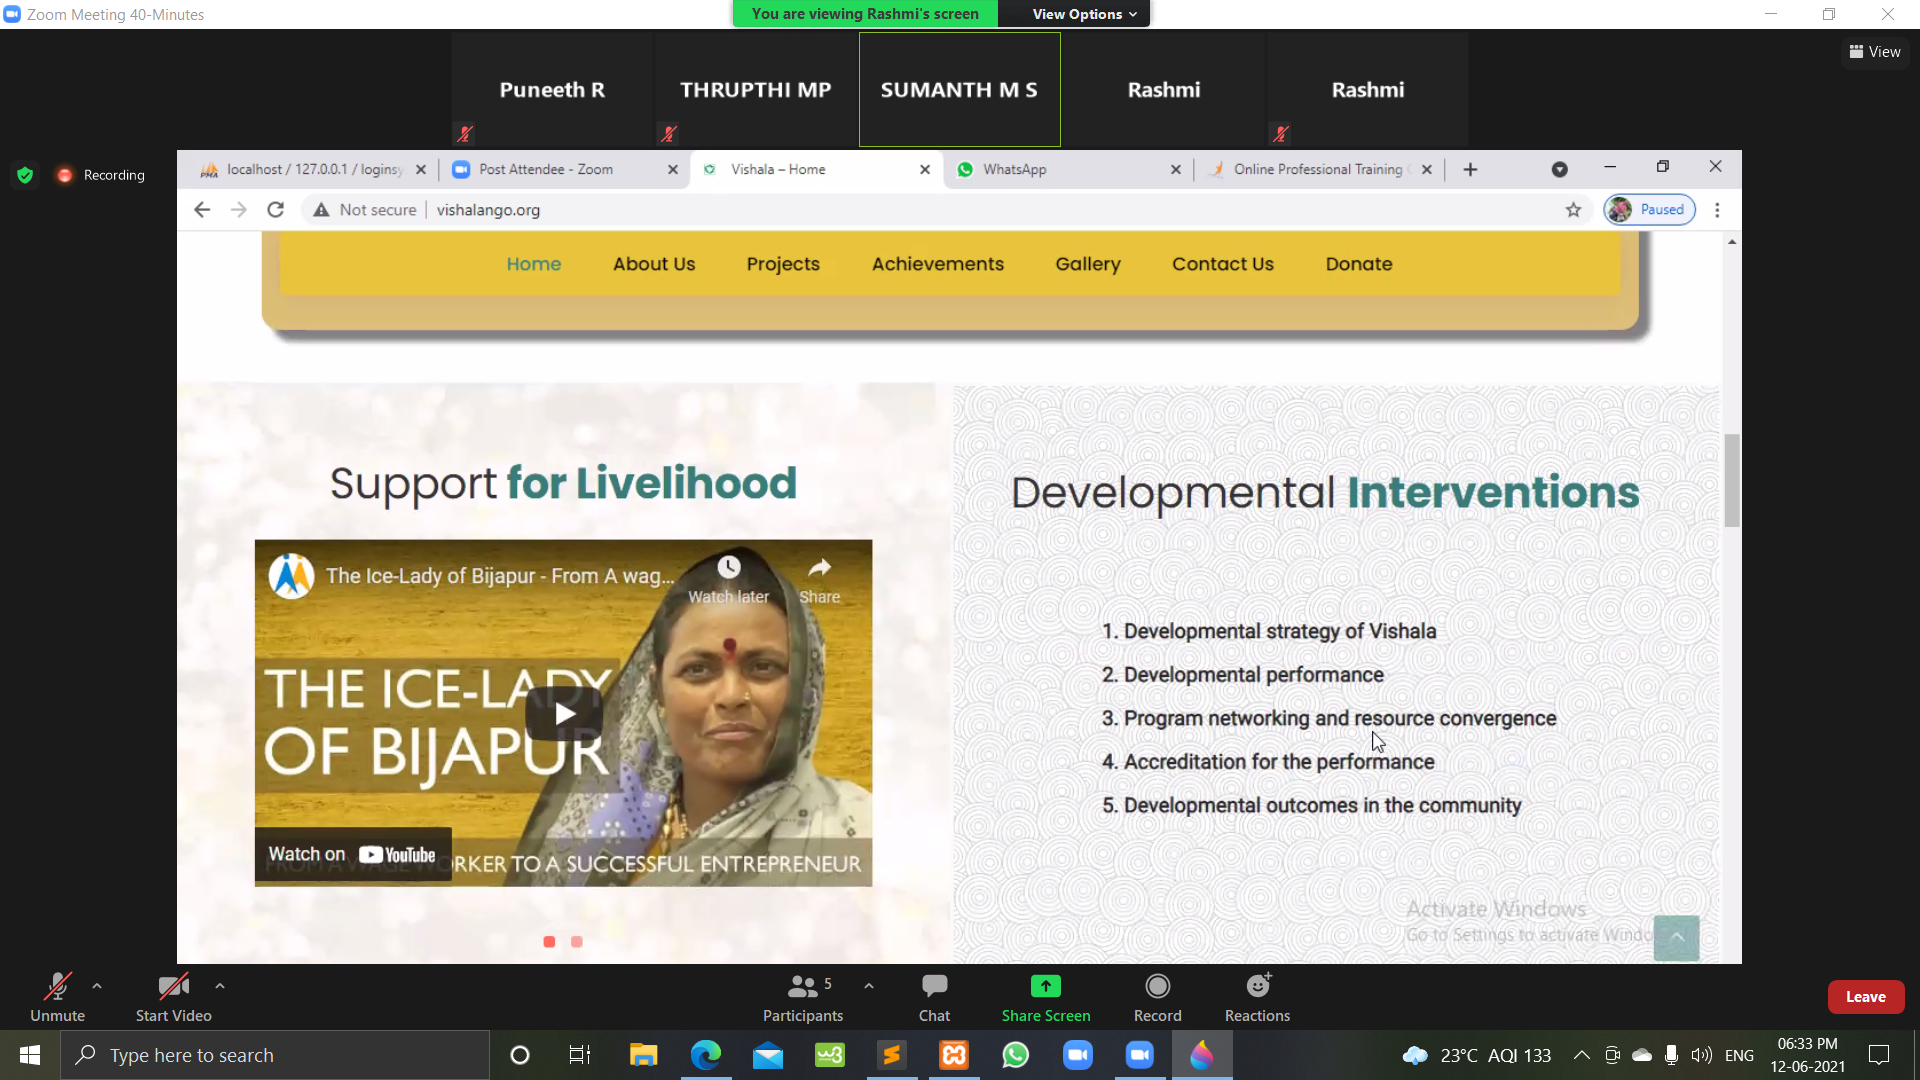 Zoom Meeting 40-Minutes
You are viewing Rashmi's screen
View Options
View
Puneeth R
THRUPTHI MP
SUMANTH M S
Rashmi
Rashmi
Recording
localhost / 127.0.0.1 / loginsy
Post Attendee - Zoom
Vishala – Home
WhatsApp
Online Professional Training
Not secure
vishalango.org
Paused
Home
About Us
Projects
Achievements
Gallery
Contact Us
Donate
Support for Livelihood
The Ice-Lady of Bijapur - From A wag...
Watch later
Share
THE ICE-LADY
OF BIJAPUR
Watch on YouTube
ORKER TO A SUCCESSFUL ENTREPRENEUR
Developmental Interventions
1. Developmental strategy of Vishala
2. Developmental performance
3. Program networking and resource convergence
4. Accreditation for the performance
5. Developmental outcomes in the community
Activate Windows
Go to Settings to activate Windo
Unmute
Start Video
5
Participants
Chat
Share Screen
Record
Reactions
Leave
Type here to search
23°C AQI 133
ENG
06:33 PM
12-06-2021